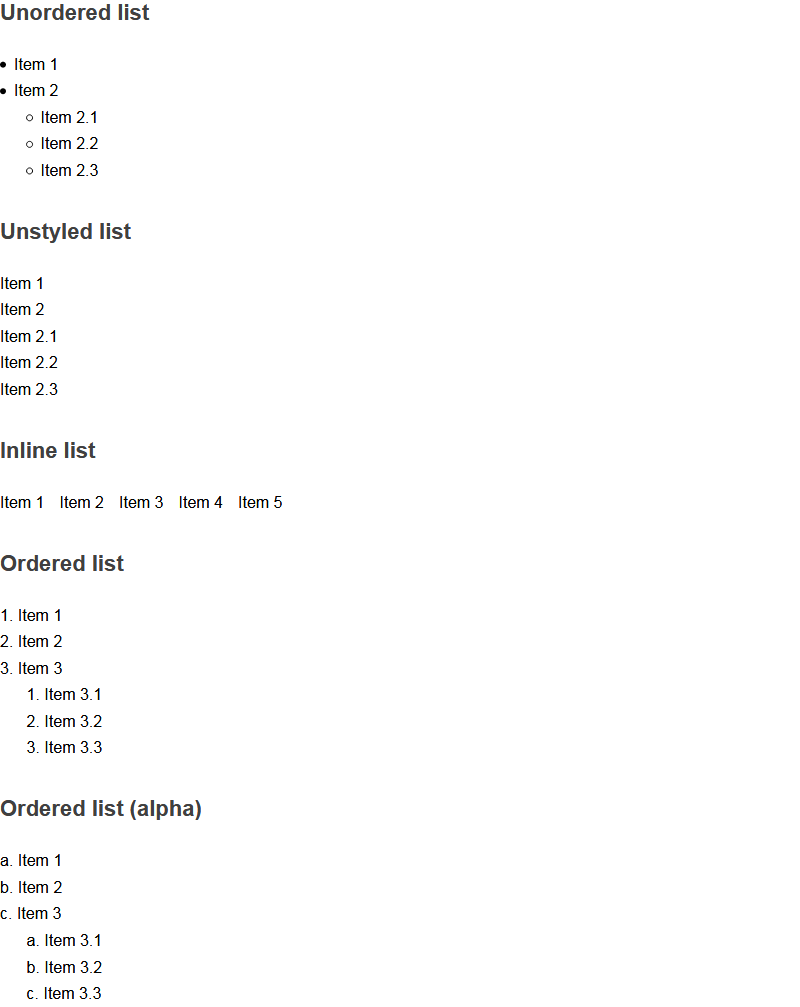 Unordered list
• Item 1
• Item 2
◦ Item 2.1
◦ Item 2.2
◦ Item 2.3
Unstyled list
Item 1
Item 2
Item 2.1
Item 2.2
Item 2.3
Inline list
Item 1 Item 2 Item 3 Item 4 Item 5
Ordered list
1. Item 1
2. Item 2
3. Item 3
1. Item 3.1
2. Item 3.2
3. Item 3.3
Ordered list (alpha)
a. Item 1
b. Item 2
c. Item 3
a. Item 3.1
b. Item 3.2
c. Item 3.3